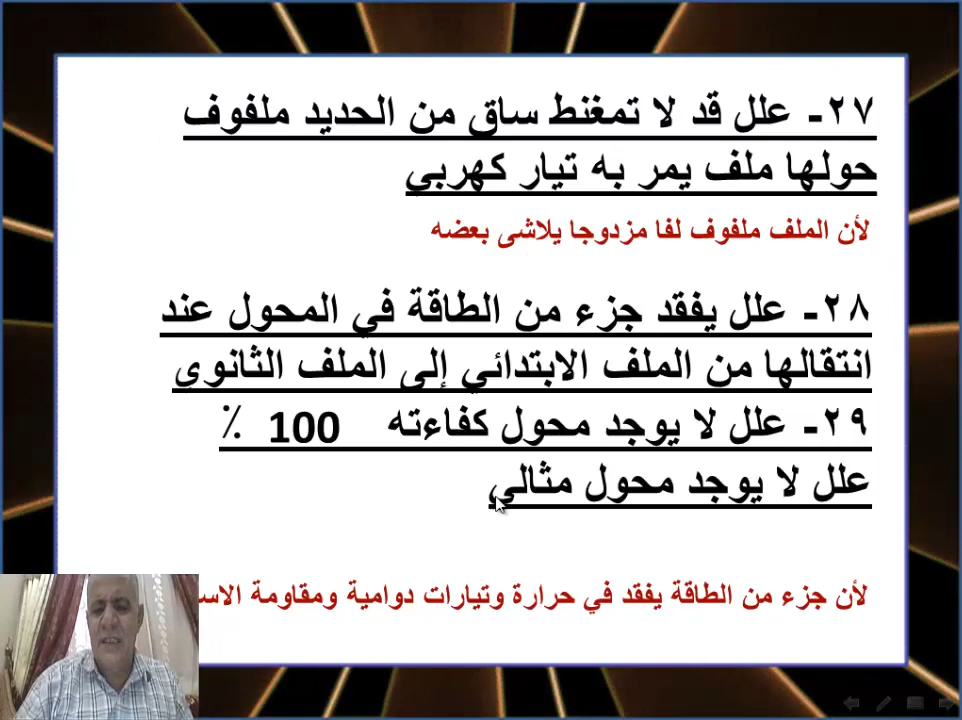 ٢٧- علل قد لا تمغنط ساق من الحديد ملفوف
حولها ملف يمر به تيار كهربي
لأن الملف ملفوف لفا مزدوجا يلاشى بعضه
٢٨- علل يفقد جزء من الطاقة في المحول عند
انتقالها من الملف الابتدائي إلى الملف الثانوي
٢٩- علل لا يوجد محول كفاءته 100 ٪
علل لا يوجد محول مثالي
لأن جزء من الطاقة يفقد في حرارة وتيارات دوامية ومقاومة